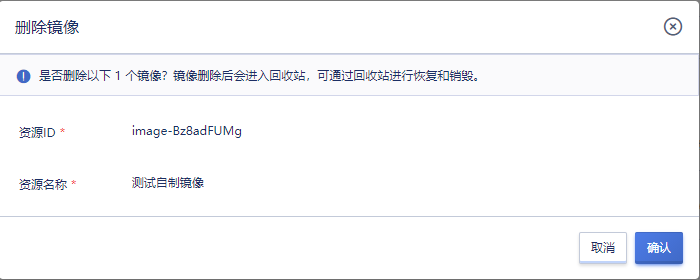 删除镜像
是否删除以下 1 个镜像？镜像删除后会进入回收站，可通过回收站进行恢复和销毁。
资源ID * image-Bz8adFUMg
资源名称 * 测试自制镜像
取消 确认